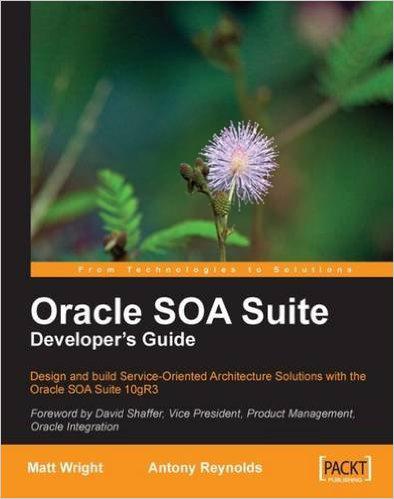 From Technologies to Solutions
Oracle SOA Suite
Developer's Guide
Design and build Service-Oriented Architecture Solutions with the
Oracle SOA Suite 10gR3
Foreword by David Shaffer, Vice President, Product Management,
Oracle Integration
Matt Wright Antony Reynolds
[PACKT]
PUBLISHING